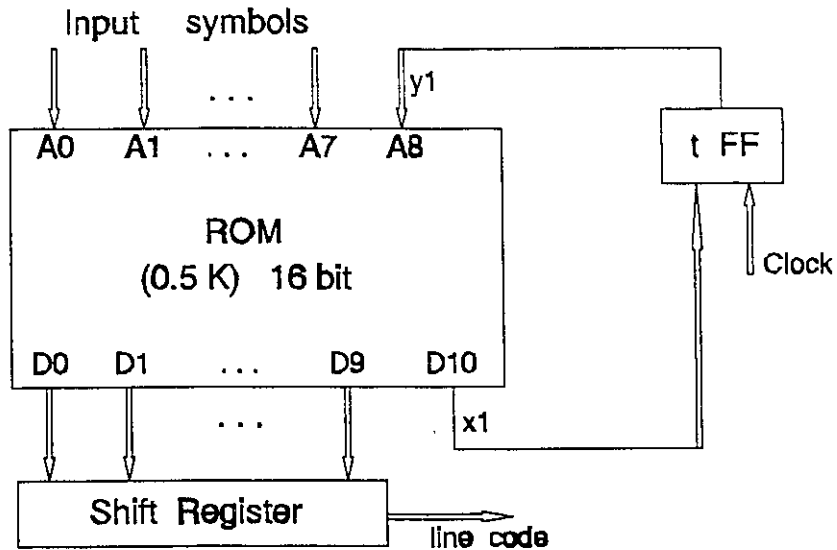 Input symbols
y1
A0 A1 ... A7 A8
t FF
ROM
(0.5 K) 16 bit
Clock
D0 D1 ... D9 D10
x1
Shift Register
line code